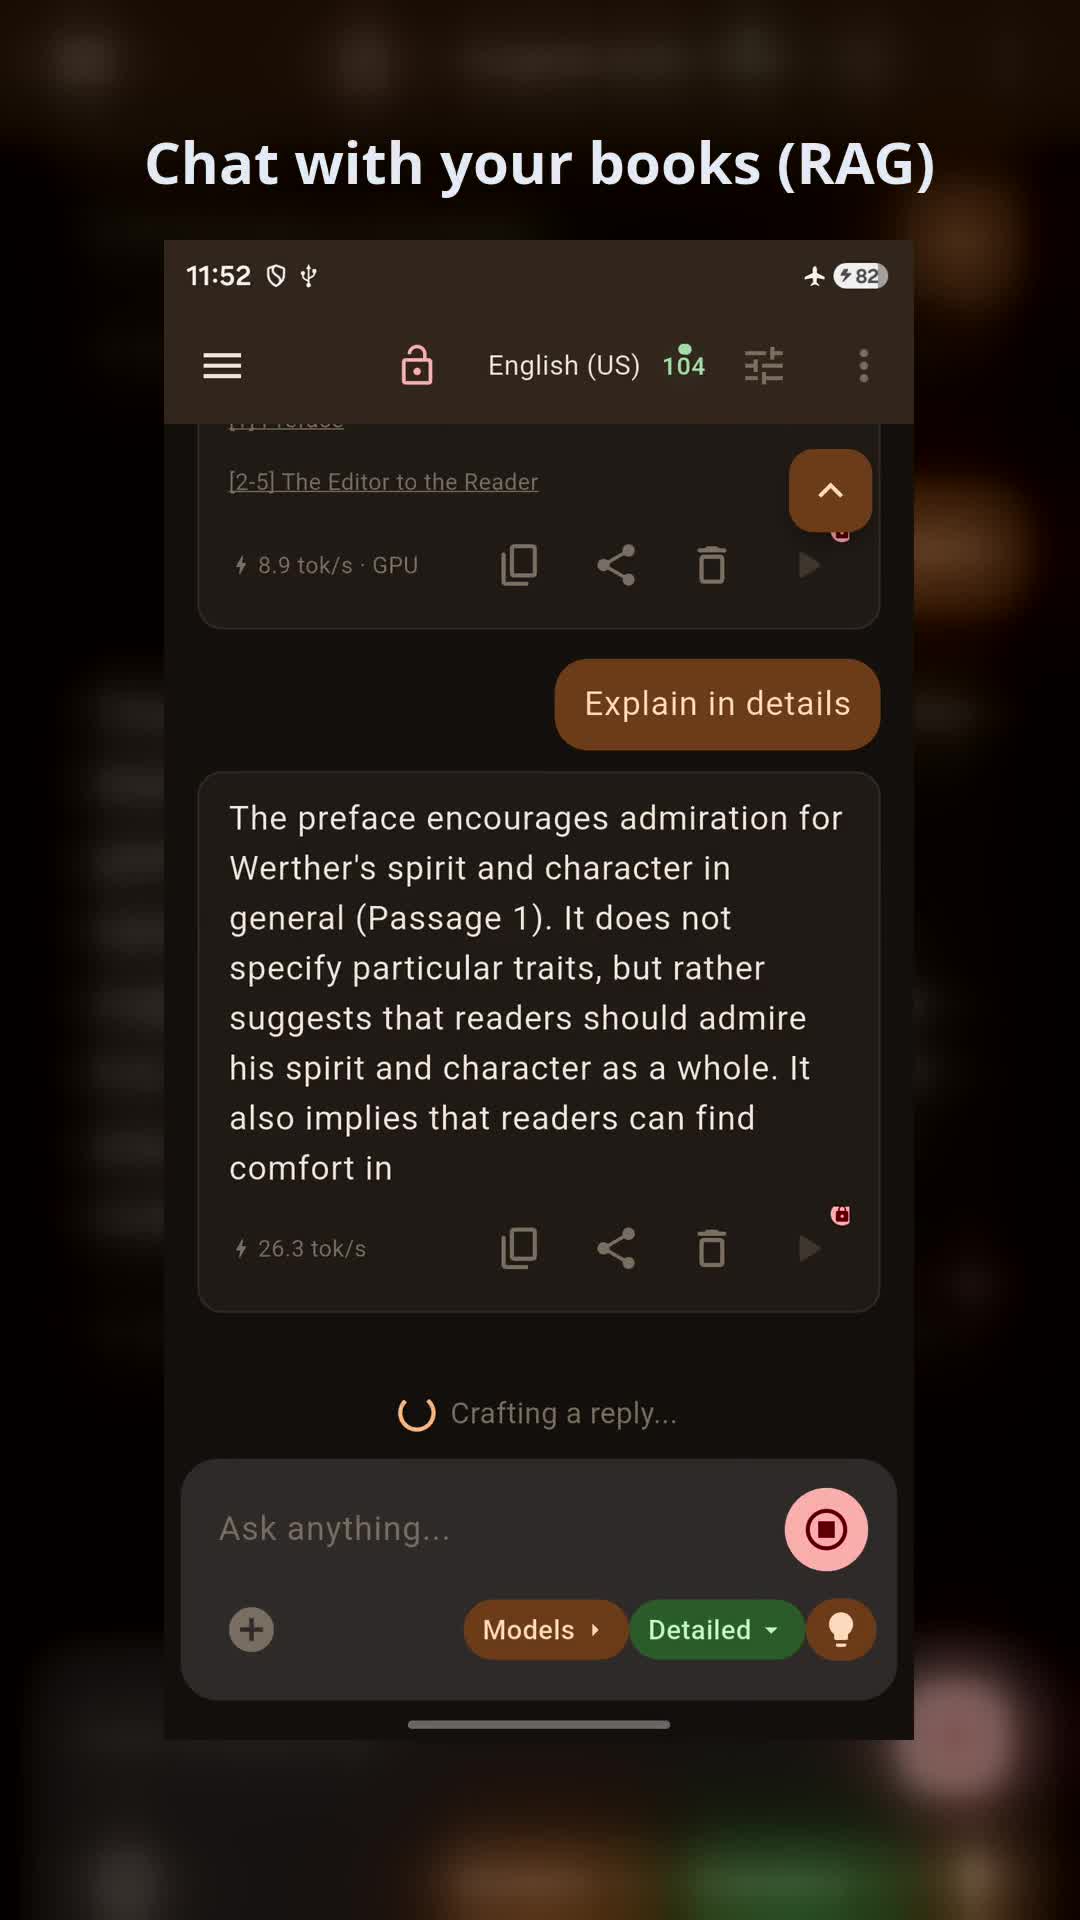 Chat with your books (RAG)
11:52
82
English (US)
104
[1] Preface
[2-5] The Editor to the Reader
8.9 tok/s · GPU
Explain in details
The preface encourages admiration for
Werther's spirit and character in
general (Passage 1). It does not
specify particular traits, but rather
suggests that readers should admire
his spirit and character as a whole. It
also implies that readers can find
comfort in
26.3 tok/s
Crafting a reply...
Ask anything...
Models
Detailed